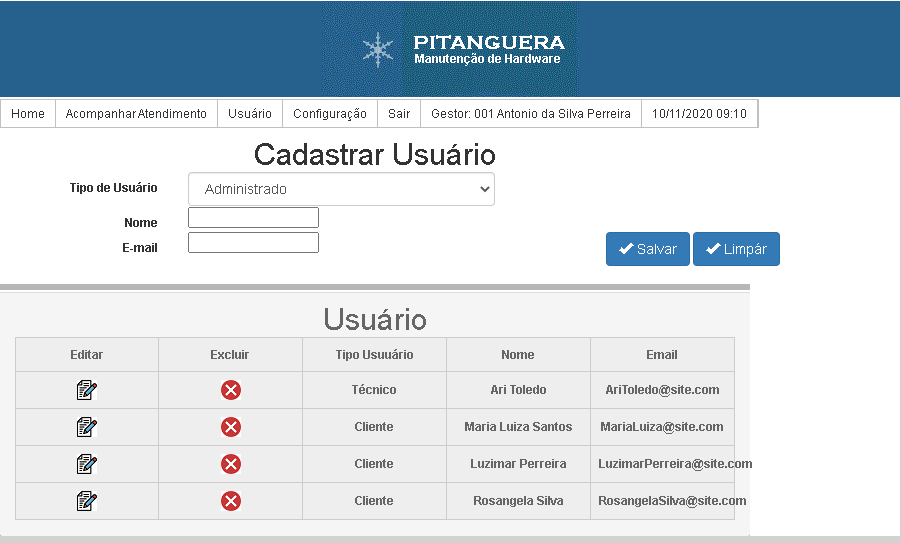 PITANGUERA
Manutenção de Hardware
Home Acompanhar Atendimento Usuário Configuração Sair Gestor: 001 Antonio da Silva Perreira 10/11/2020 09:10
Cadastrar Usuário
Tipo de Usuário Administrado
Nome
E-mail
Salvar Limpár
Usuário
Editar Excluir Tipo Usuuário Nome Email
Técnico Ari Toledo AriToledo@site.com
Cliente Maria Luiza Santos MariaLuiza@site.com
Cliente Luzimar Perreira LuzimarPerreira@site.com
Cliente Rosangela Silva RosangelaSilva@site.com